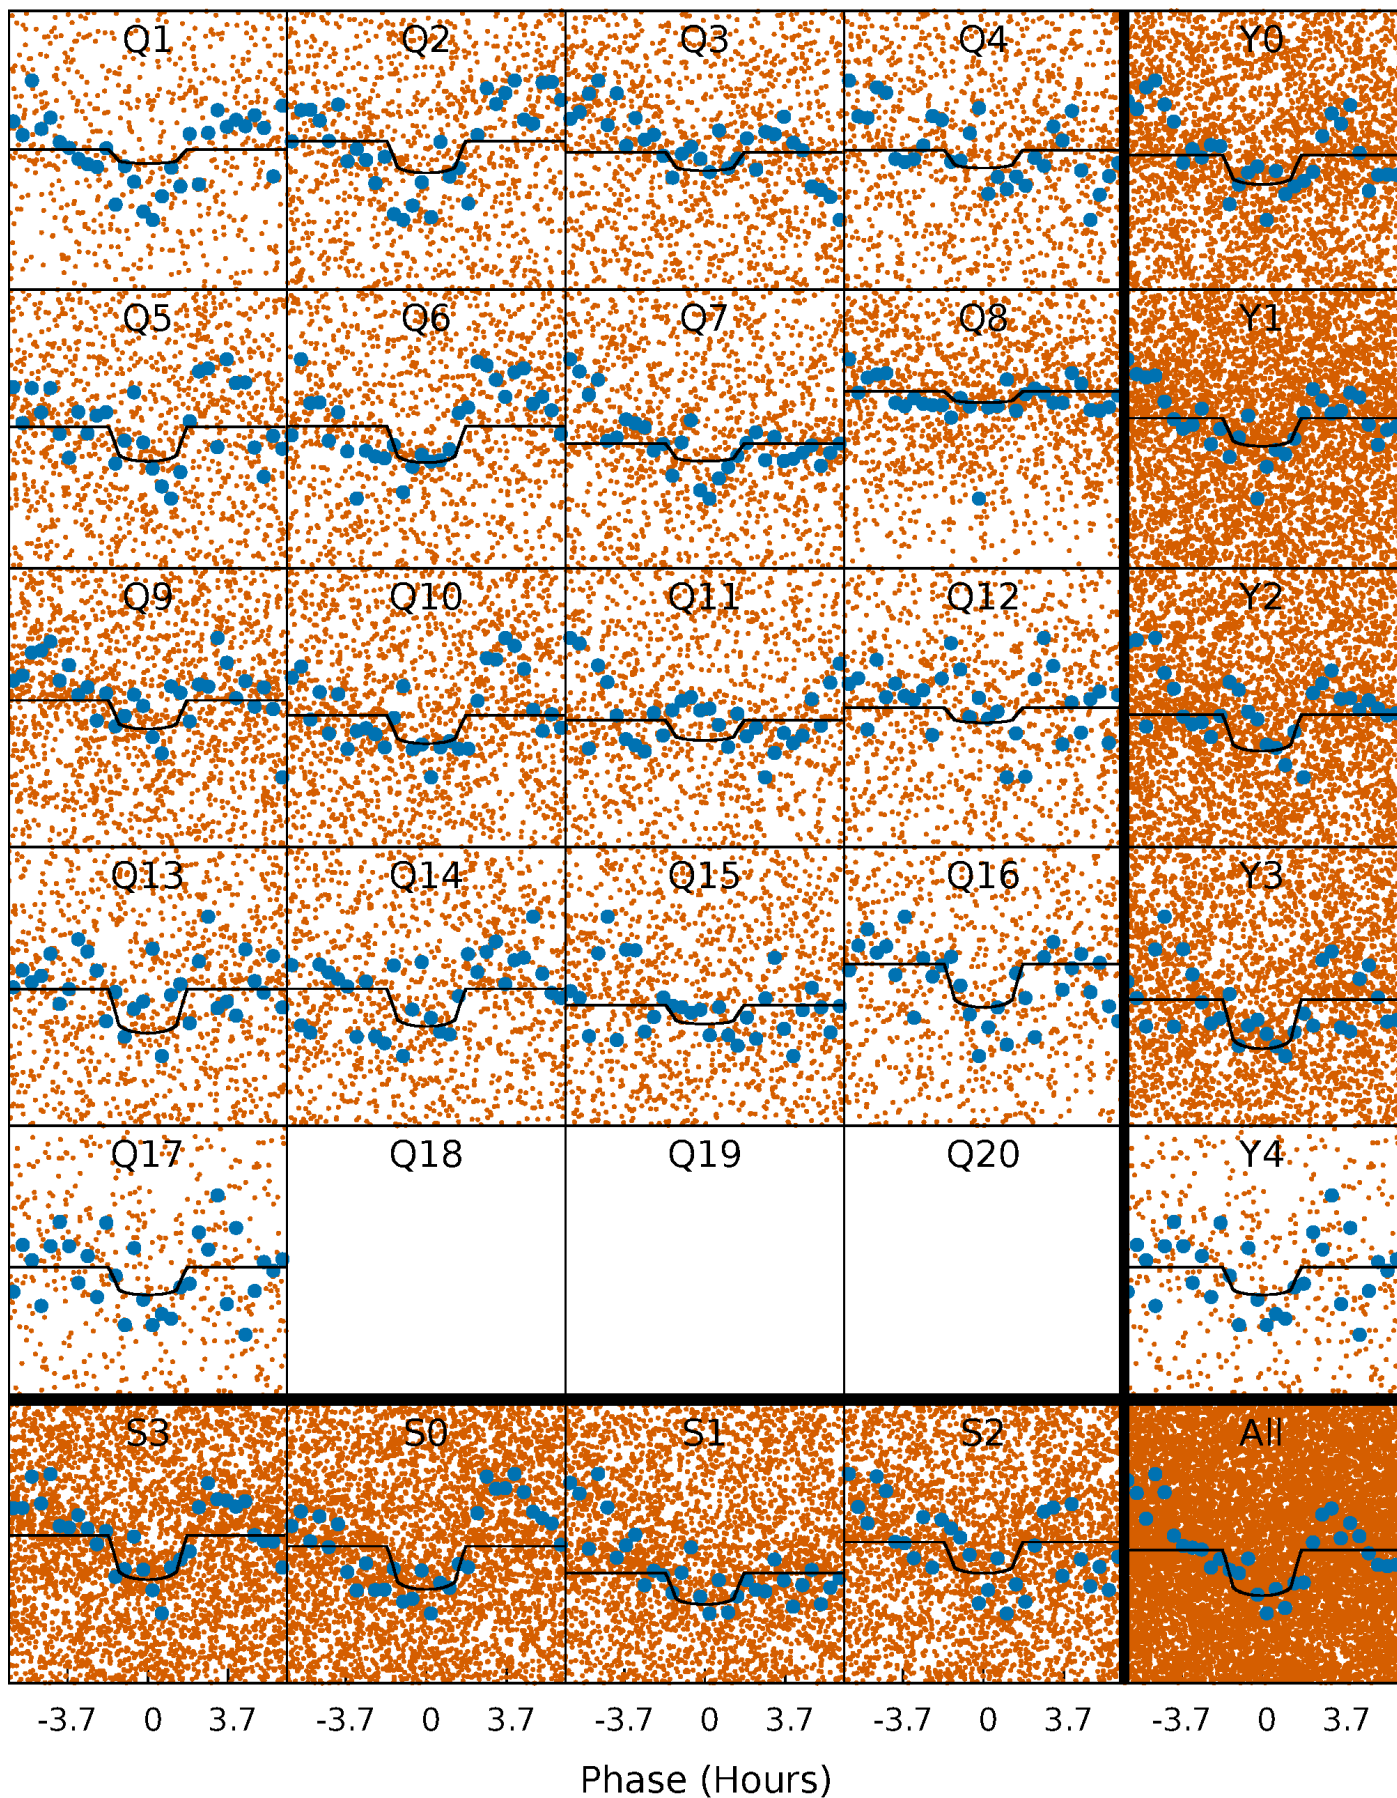 Q1 Q2 Q3 Q4 Y0
Q5 Q6 Q7 Q8 Y1
Q9 Q10 Q11 Q12 Y2
Q13 Q14 Q15 Q16 Y3
Q17 Q18 Q19 Q20 Y4
S3 S0 S1 S2 All
-3.7 0 3.7 -3.7 0 3.7 -3.7 0 3.7 -3.7 0 3.7 -3.7 0 3.7
Phase (Hours)